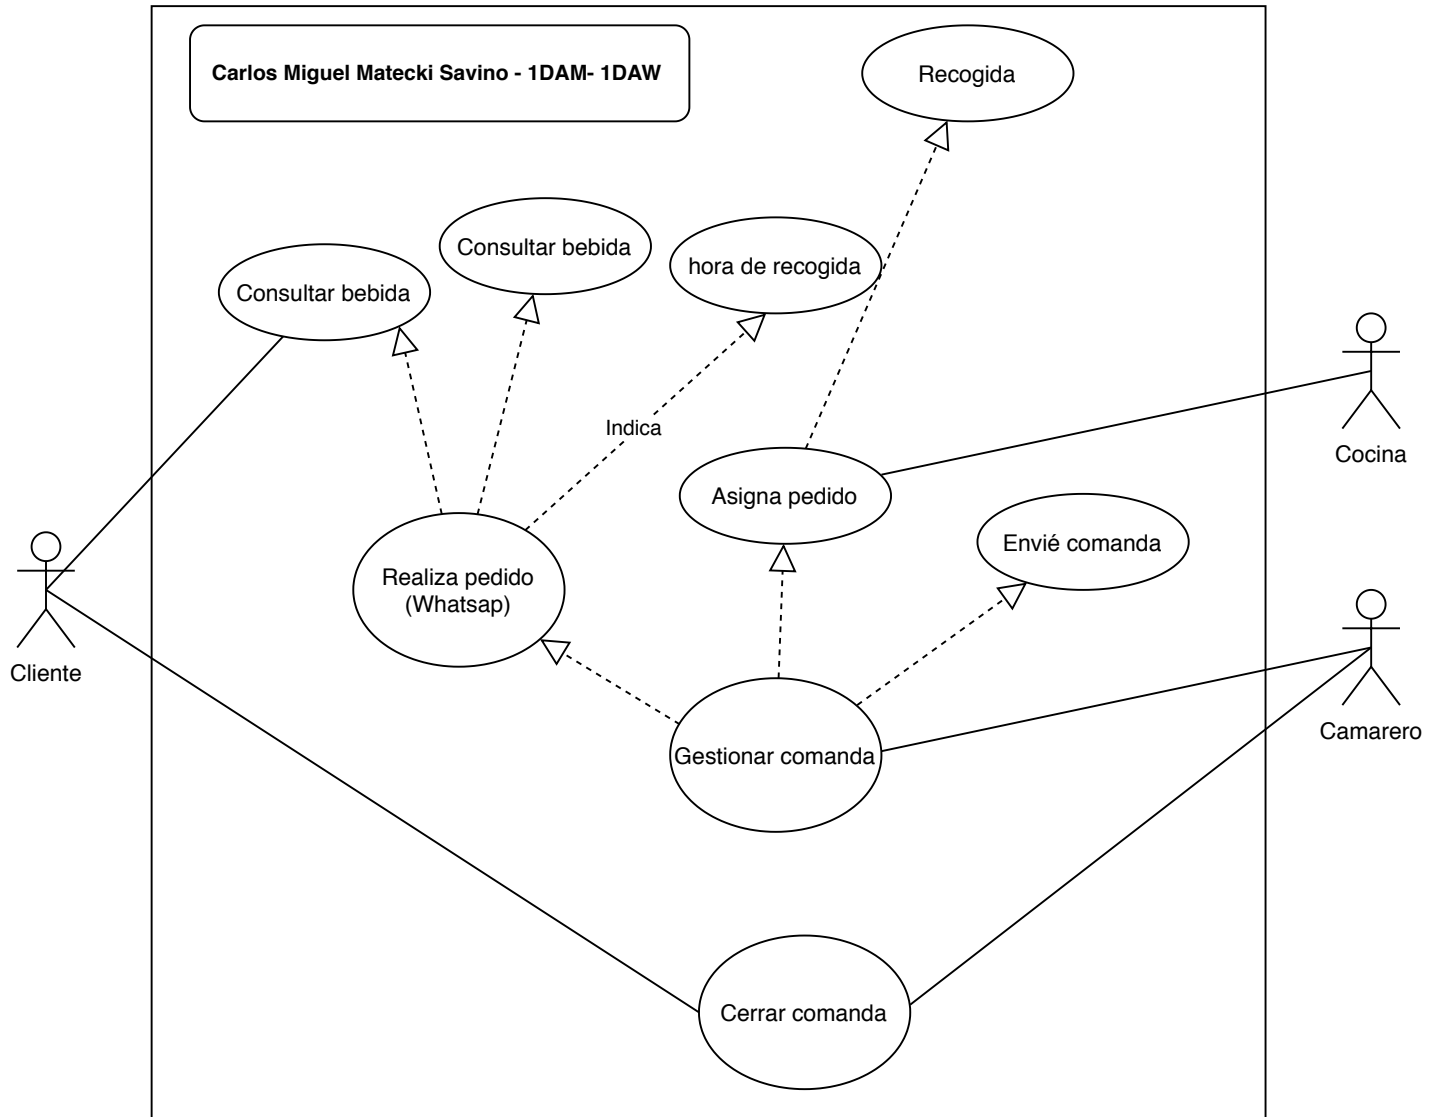 Carlos Miguel Matecki Savino - 1DAM- 1DAW
Recogida
Consultar bebida
Consultar bebida
hora de recogida
Indica
Asigna pedido
Cocina
Envié comanda
Realiza pedido
(Whatsap)
Cliente
Gestionar comanda
Camarero
Cerrar comanda